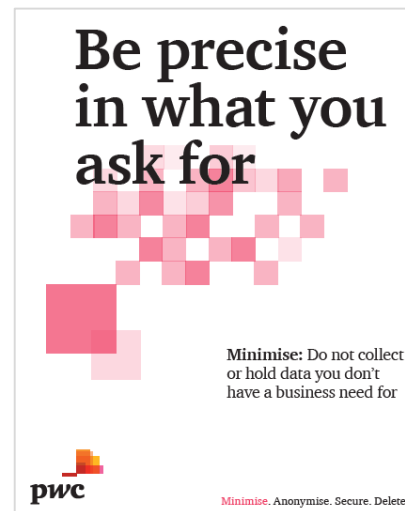 Be precise
in what you
ask for
Minimise: Do not collect
or hold data you don’t
have a business need for
pwc
Minimise. Anonymise. Secure. Delete